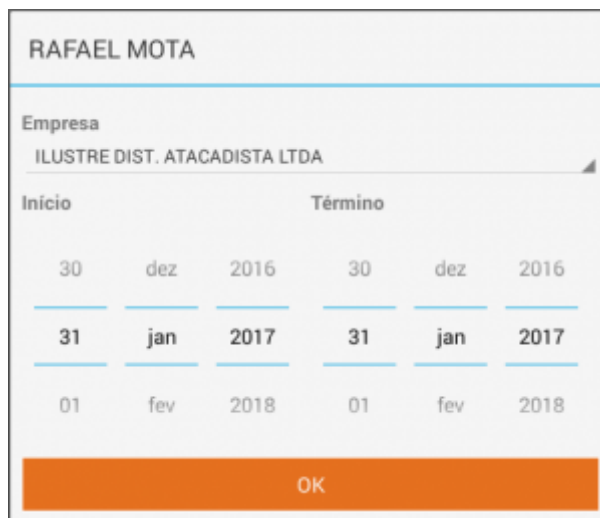 RAFAEL MOTA
Empresa
ILUSTRE DIST. ATACADISTA LTDA
Início Término
30 dez 2016 30 dez 2016
31 jan 2017 31 jan 2017
01 fev 2018 01 fev 2018
OK